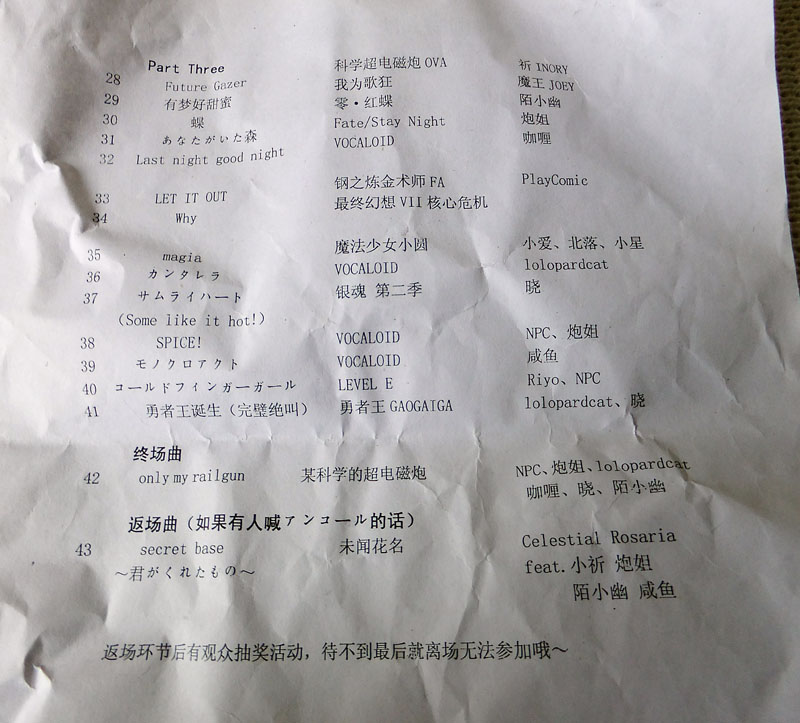 Part Three
28 Future Gazer 科学超电磁炮 OVA 祈 INORY
29 有梦好甜蜜 我为歌狂 魔王 JOEY
30 蝶 零·红蝶 陌小幽
31 あなたがいた森 Fate/Stay Night 炮姐
32 Last night good night VOCALOID 咖喱
33 LET IT OUT 钢之炼金术师 FA PlayComic
34 Why 最终幻想 VII 核心危机
35 magia 魔法少女小圆 小爱、北落、小星
36 カンタレラ VOCALOID lolopardcat
37 サムライハート 银魂 第二季 晓
(Some like it hot!)
38 SPICE! VOCALOID NPC、炮姐
39 モノクロアクト VOCALOID 咸鱼
40 コールドフィンガーガール LEVEL E Riyo、NPC
41 勇者王诞生（完璧绝叫） 勇者王 GAOGAIGA lolopardcat、晓
终场曲
42 only my railgun 某科学的超电磁炮 NPC、炮姐、lolopardcat
咖喱、晓、陌小幽
返场曲（如果有人喊アンコール的话）
43 secret base 未闻花名 Celestial Rosaria
～君がくれたもの～ feat.小祈 炮姐
陌小幽 咸鱼
返场环节后有观众抽奖活动，待不到最后就离场无法参加哦～